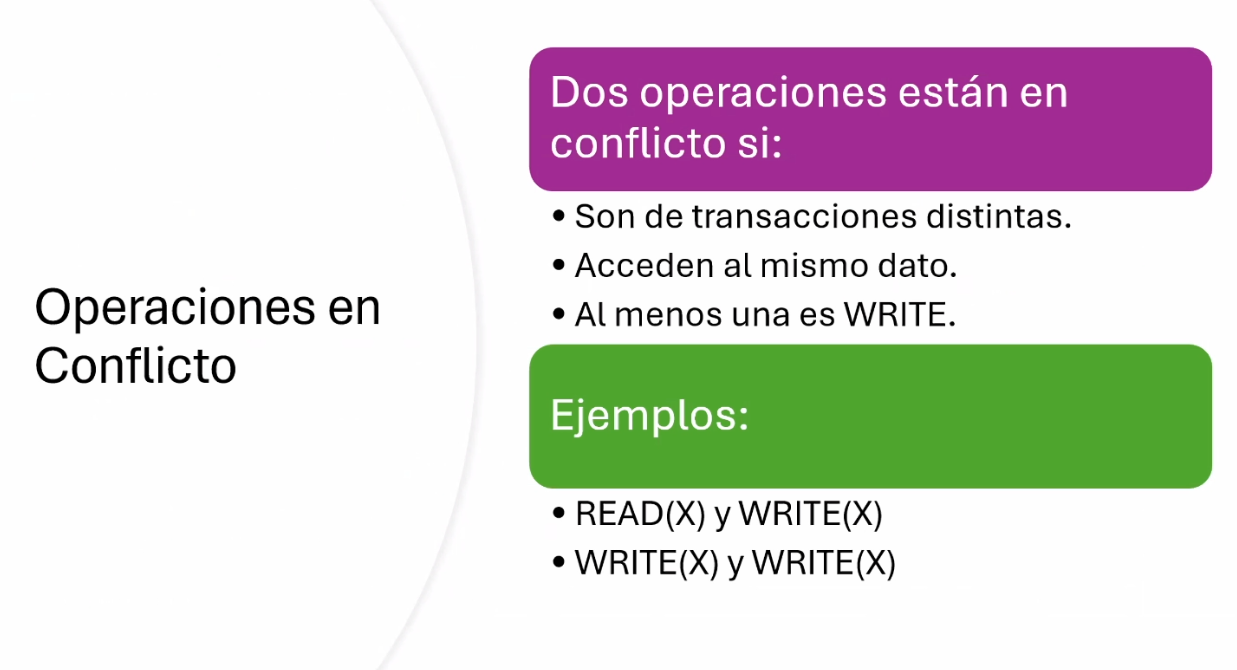 Operaciones en
Conflicto
Dos operaciones están en
conflicto si:
• Son de transacciones distintas.
• Acceden al mismo dato.
• Al menos una es WRITE.
Ejemplos:
• READ(X) y WRITE(X)
• WRITE(X) y WRITE(X)